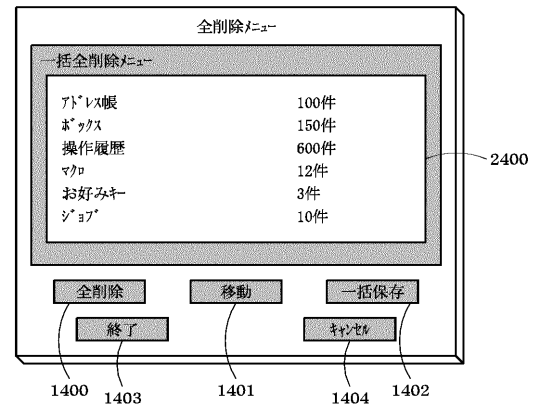 全削除ﾒﾆｭｰ
一括全削除ﾒﾆｭｰ
ｱﾄﾞﾚｽ帳 100件
ﾎﾞｯｸｽ 150件
操作履歴 600件
ﾏｸﾛ 12件
お好みｷｰ 3件
ｼﾞｮﾌﾞ 10件
2400
全削除 移動 一括保存
終了 ｷｬﾝｾﾙ
1400 1403 1401 1404 1402